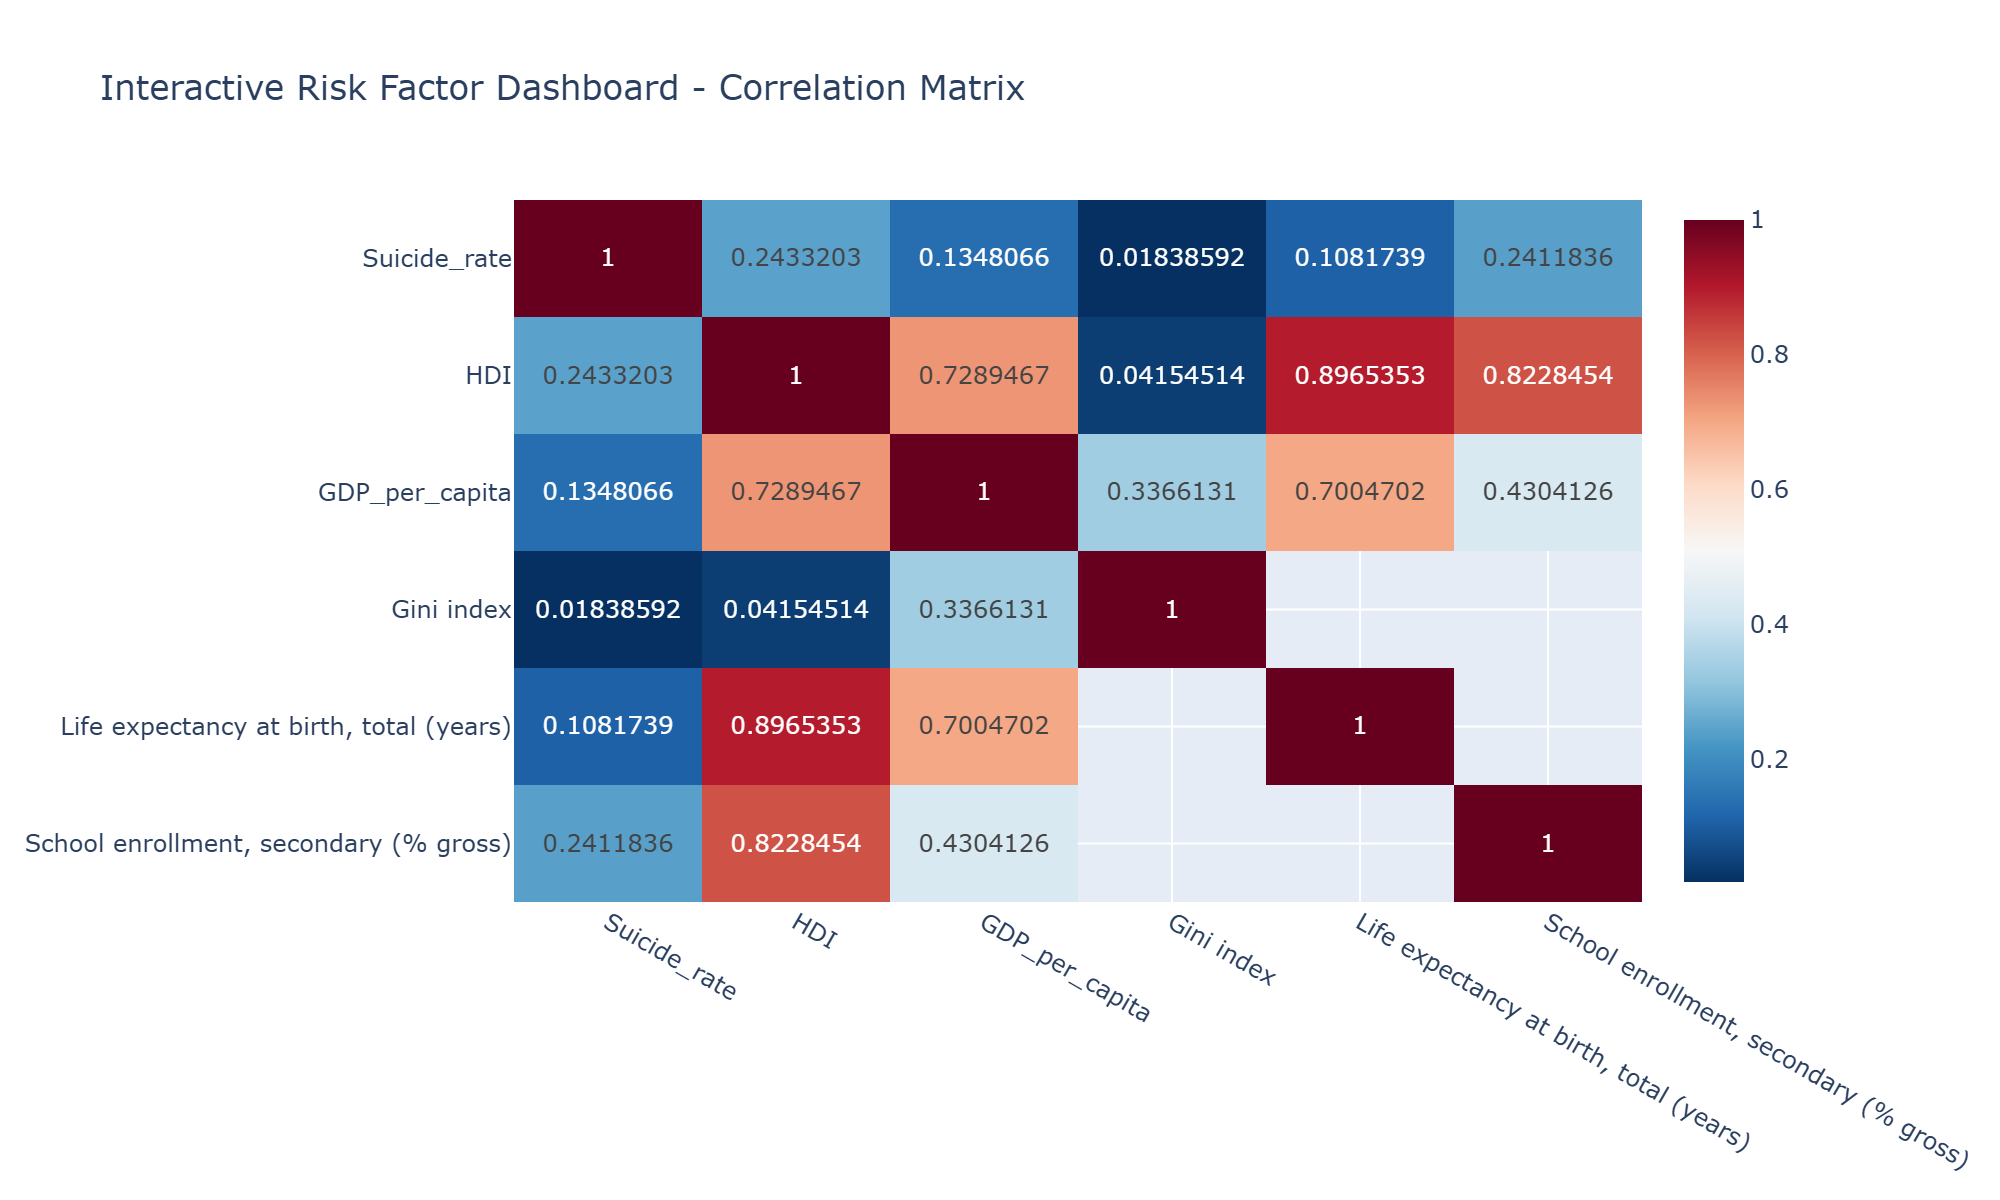 Interactive Risk Factor Dashboard - Correlation Matrix
Suicide_rate 1 0.2433203 0.1348066 0.01838592 0.1081739 0.2411836
HDI 0.2433203 1 0.7289467 0.04154514 0.8965353 0.8228454
GDP_per_capita 0.1348066 0.7289467 1 0.3366131 0.7004702 0.4304126
Gini index 0.01838592 0.04154514 0.3366131 1
Life expectancy at birth, total (years) 0.1081739 0.8965353 0.7004702 1
School enrollment, secondary (% gross) 0.2411836 0.8228454 0.4304126 1
Suicide_rate
HDI
GDP_per_capita
Gini index
Life expectancy at birth, total (years)
School enrollment, secondary (% gross)
1
0.8
0.6
0.4
0.2